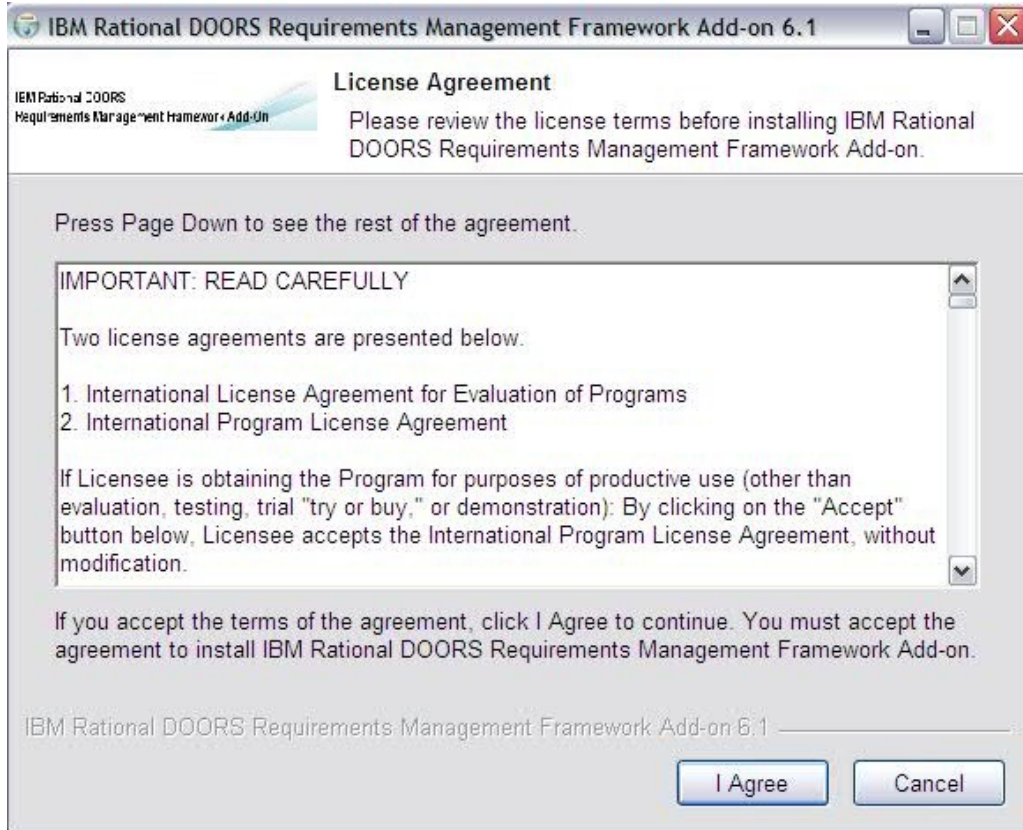 IBM Rational DOORS Requirements Management Framework Add-on 6.1
IBM Rational DOORS
Requirements Management Framework Add-On
License Agreement
Please review the license terms before installing IBM Rational
DOORS Requirements Management Framework Add-on.
Press Page Down to see the rest of the agreement.
IMPORTANT: READ CAREFULLY
Two license agreements are presented below.
1. International License Agreement for Evaluation of Programs
2. International Program License Agreement
If Licensee is obtaining the Program for purposes of productive use (other than
evaluation, testing, trial "try or buy," or demonstration): By clicking on the "Accept"
button below, Licensee accepts the International Program License Agreement, without
modification.
If you accept the terms of the agreement, click I Agree to continue. You must accept the
agreement to install IBM Rational DOORS Requirements Management Framework Add-on.
IBM Rational DOORS Requirements Management Framework Add-on 6.1
I Agree
Cancel